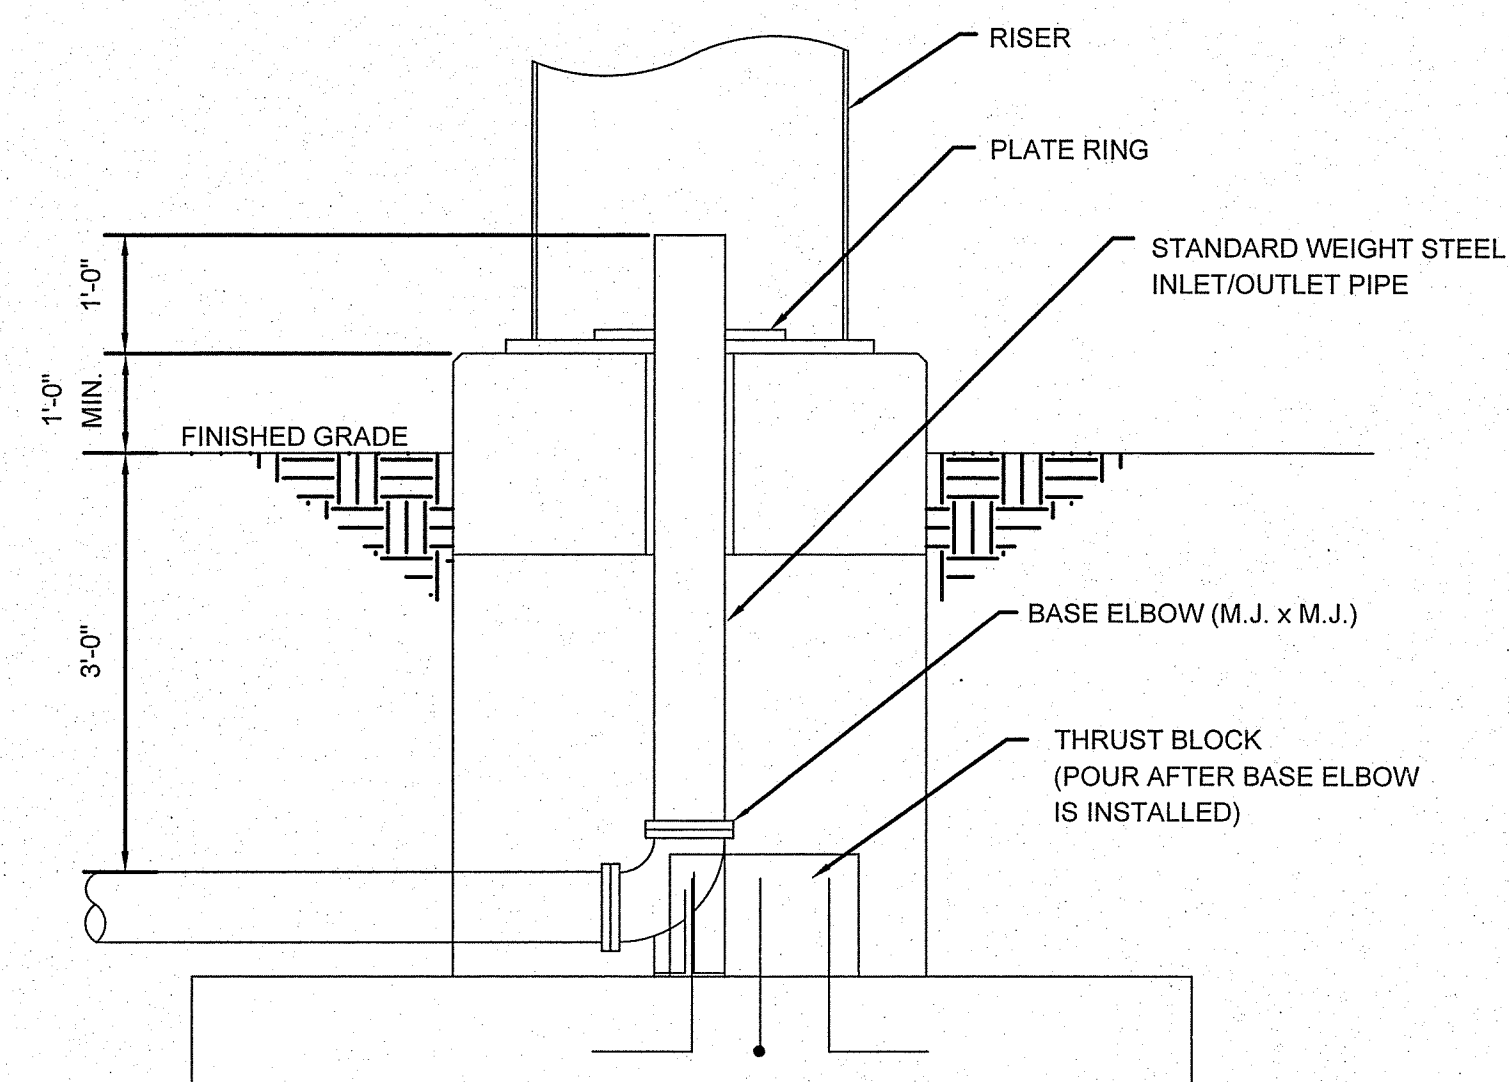 RISER
PLATE RING
STANDARD WEIGHT STEEL
INLET/OUTLET PIPE
1'-0"
1'-0"
MIN.
FINISHED GRADE
3'-0"
BASE ELBOW (M.J. x M.J.)
THRUST BLOCK
(POUR AFTER BASE ELBOW
IS INSTALLED)